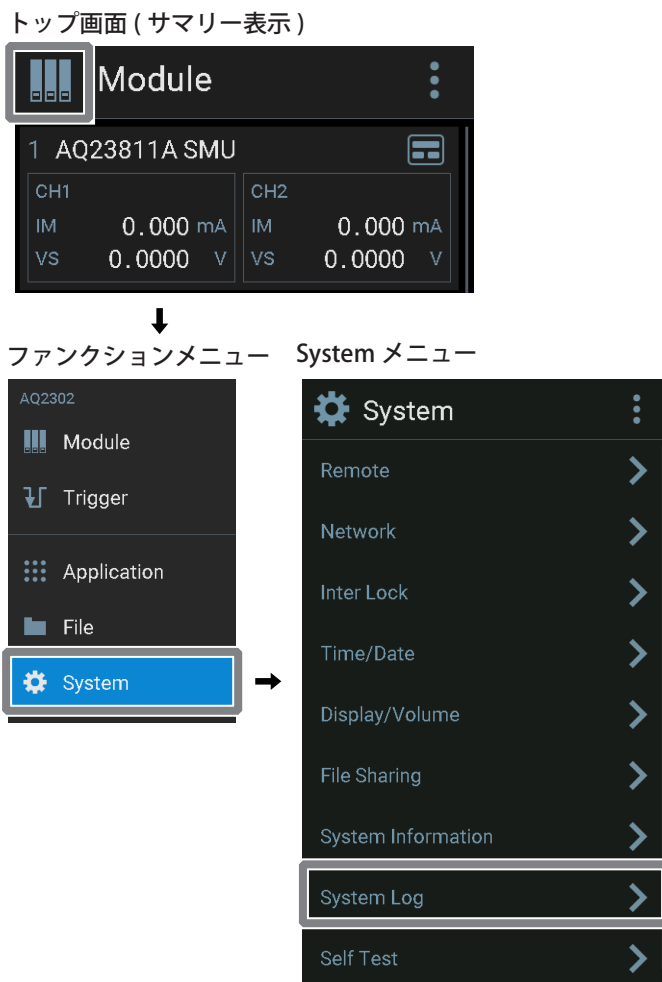 トップ画面 ( サマリー表示 )
Module
1 AQ23811A SMU
CH1
IM 0.000 mA
VS 0.0000 V
CH2
IM 0.000 mA
VS 0.0000 V
ファンクションメニュー
AQ2302
Module
Trigger
Application
File
System
System メニュー
System
Remote
Network
Inter Lock
Time/Date
Display/Volume
File Sharing
System Information
System Log
Self Test